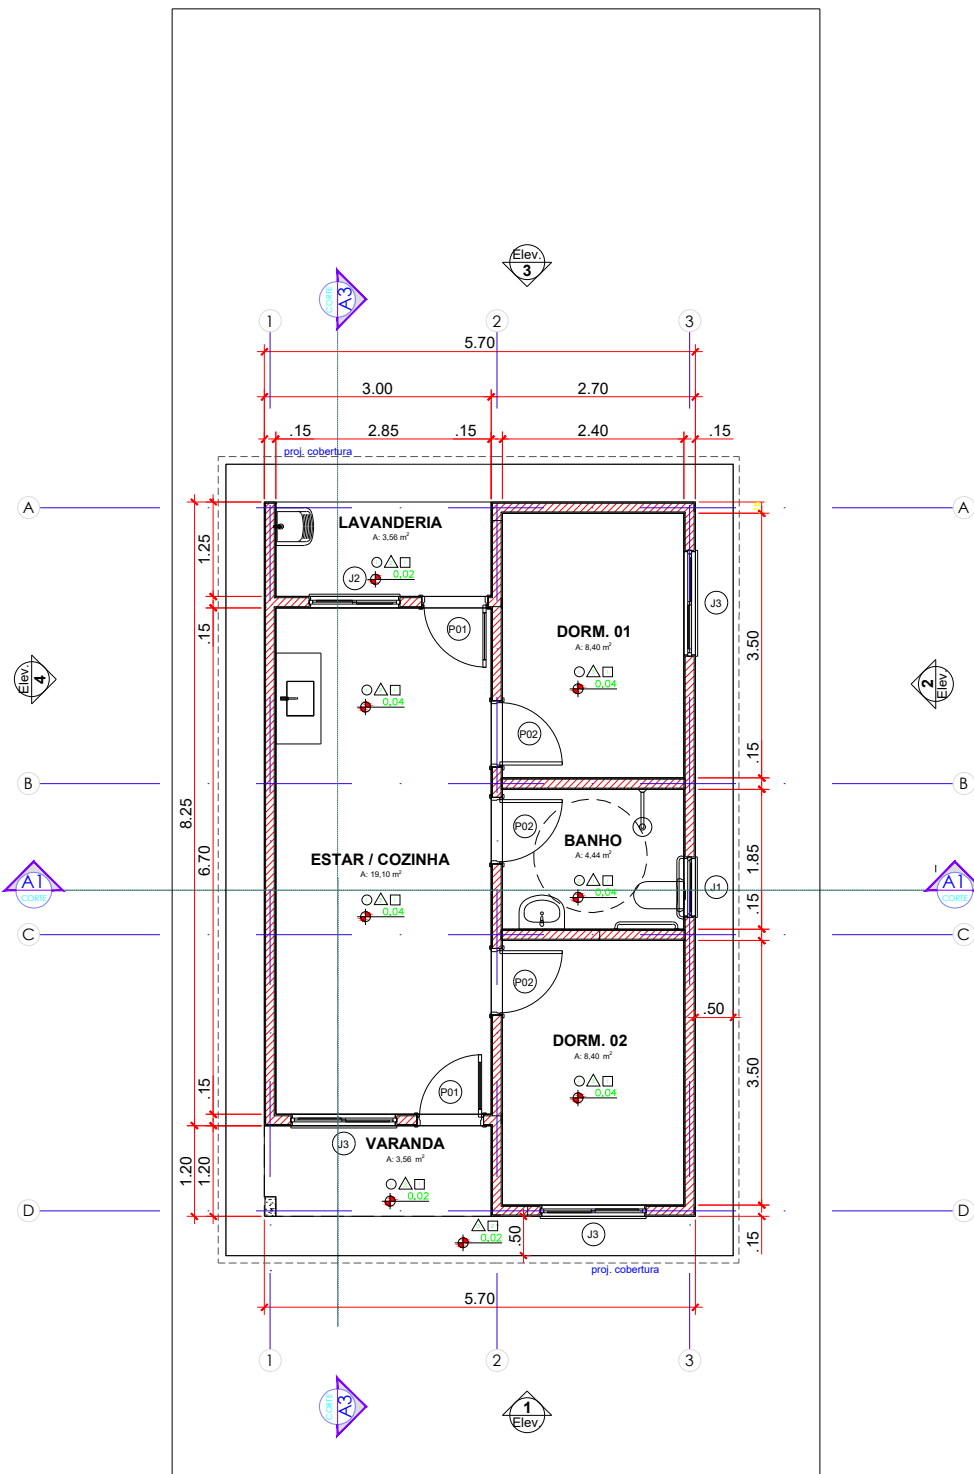 Elev.
3
CORTE
A3
1
2
3
5.70
3.00
2.70
.15
2.85
.15
2.40
.15
proj. cobertura
A
A
LAVANDERIA
A: 3,56 m²
J2
0.02
1.25
.15
P01
DORM. 01
A: 8,40 m²
0.04
J3
3.50
Elev.
4
2
Elev.
0.04
P02
.15
B
B
8.25
6.70
P02
BANHO
A: 4,44 m²
0.04
1.85
ESTAR / COZINHA
A: 19,10 m²
0.04
J1
.15
A1
CORTE
A1
CORTE
C
C
P02
.50
DORM. 02
A: 8,40 m²
0.04
3.50
.15
P01
J3
VARANDA
A: 3,56 m²
0.02
1.20
1.20
D
D
0.02
.50
J3
.15
proj. cobertura
5.70
1
2
3
CORTE
A3
1
Elev.